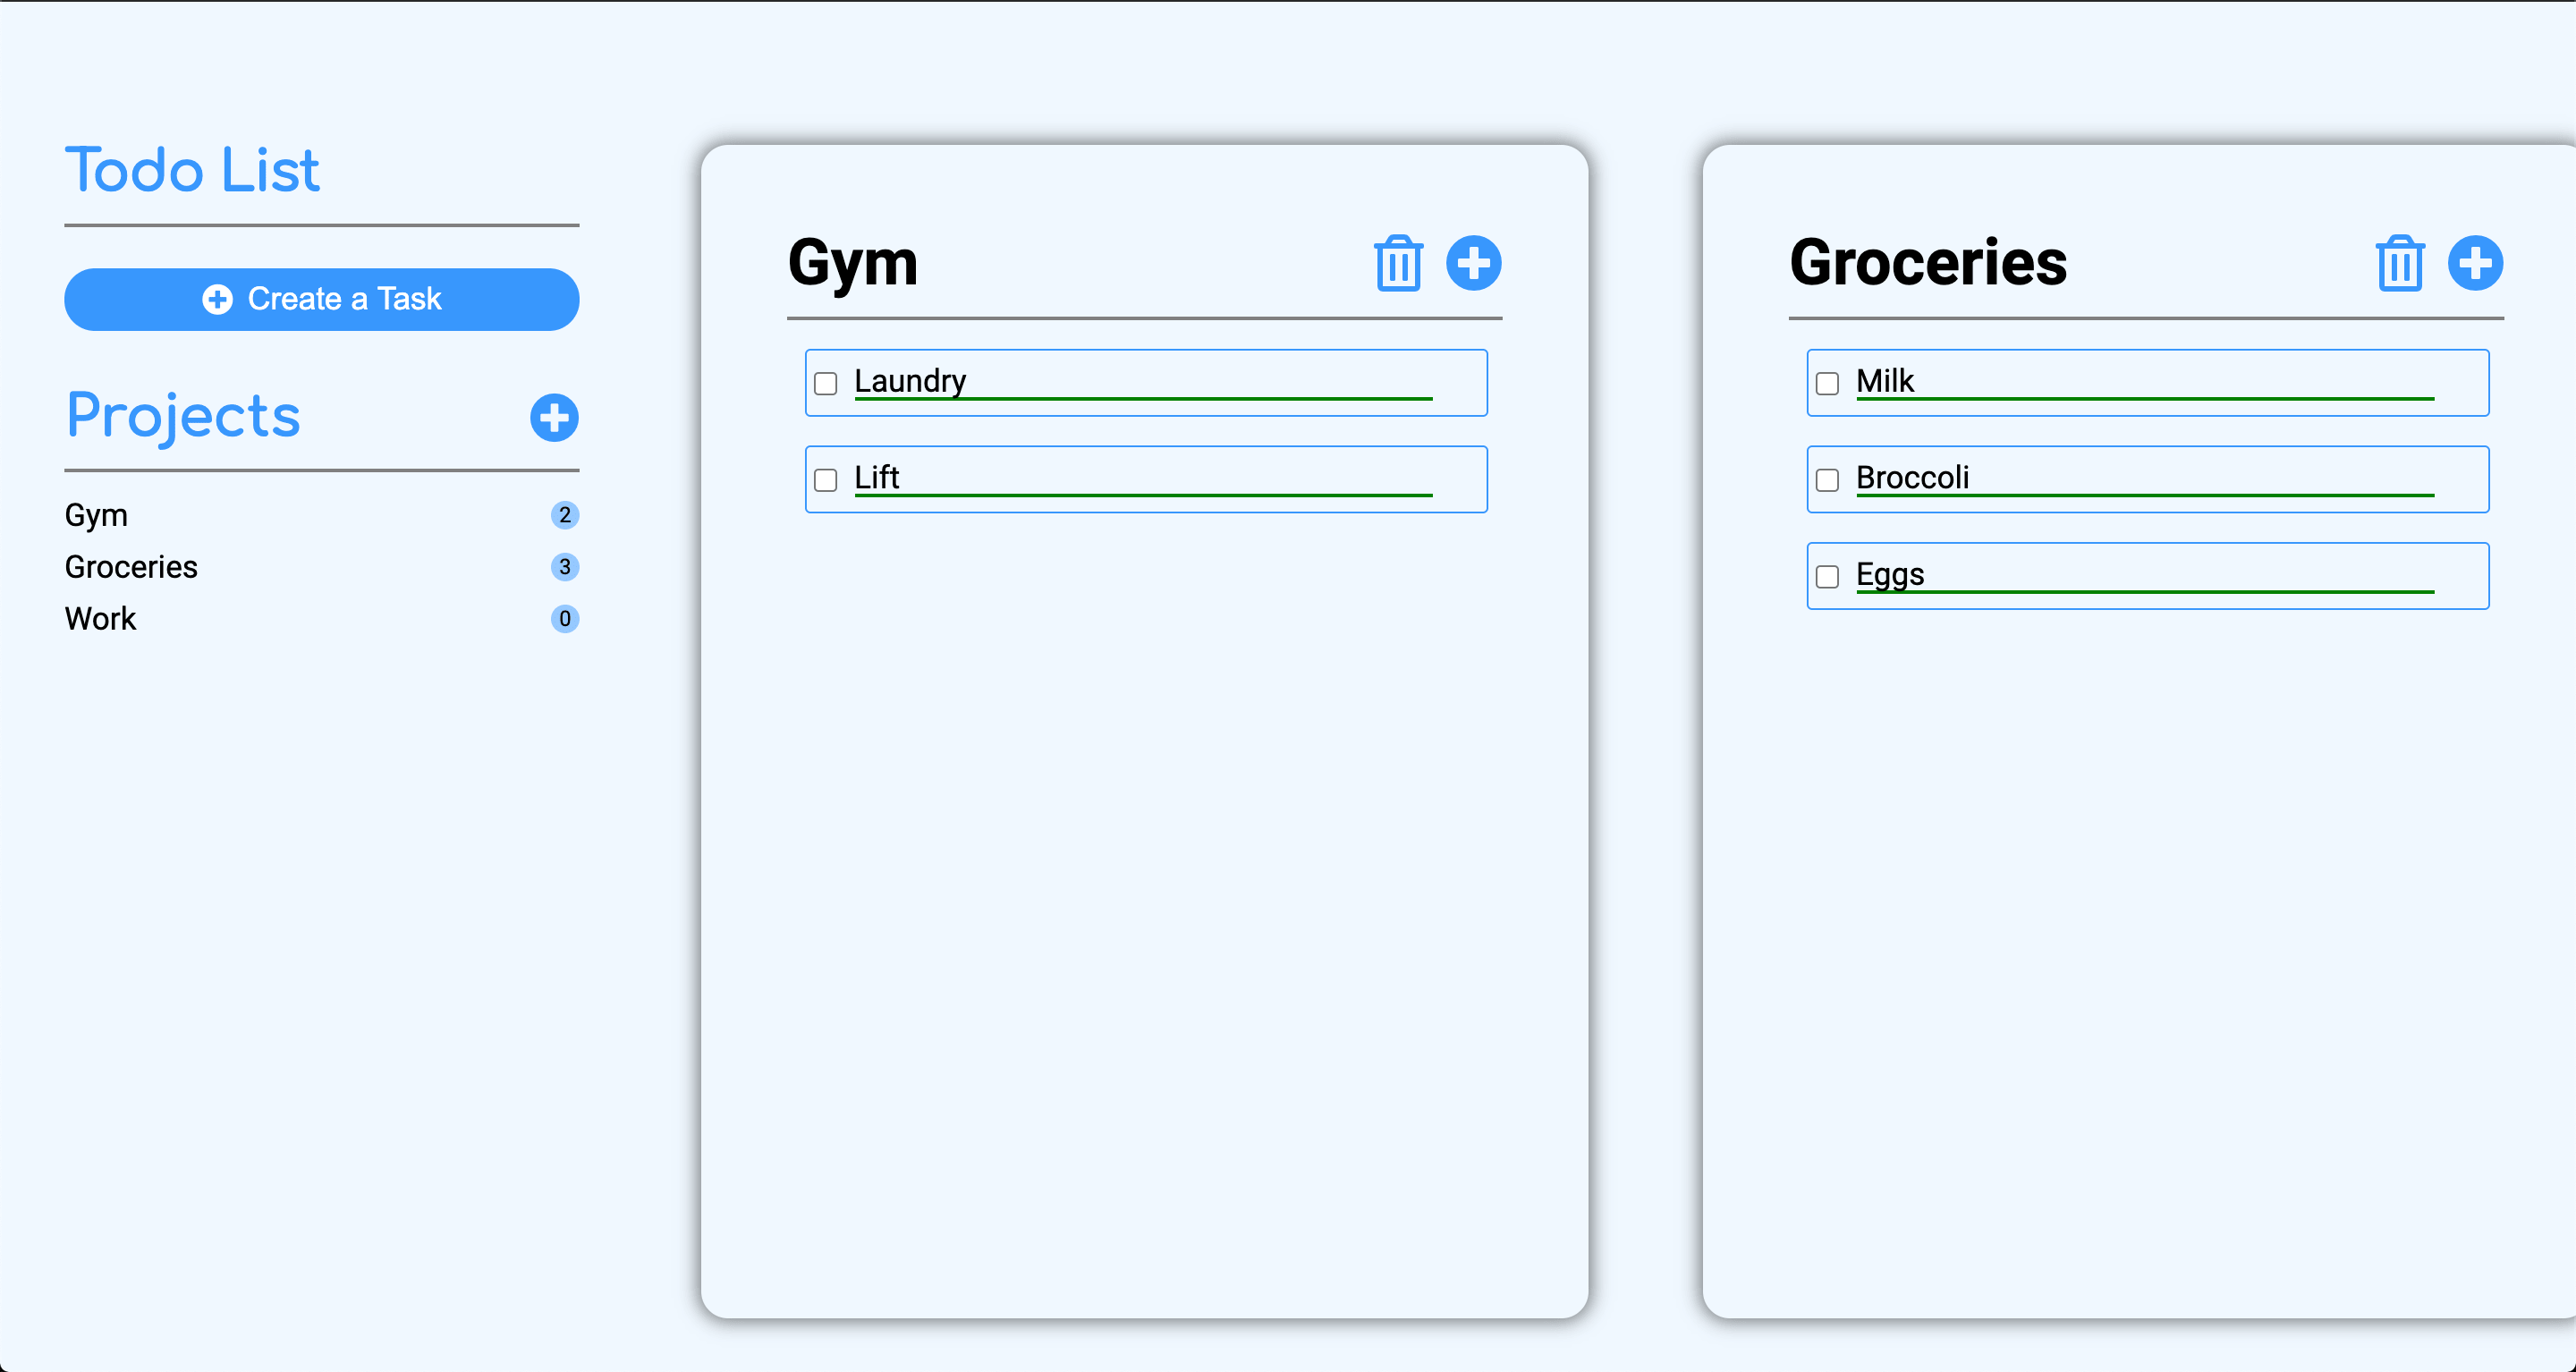 Todo List
Create a Task
Projects
Gym 2
Groceries 3
Work 0
Gym
Laundry
Lift
Groceries
Milk
Broccoli
Eggs